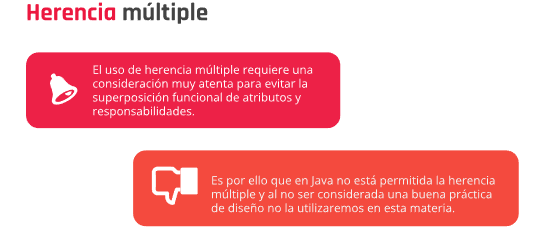 Herencia múltiple
El uso de herencia múltiple requiere una
consideración muy atenta para evitar la
superposición funcional de atributos y
responsabilidades.
Es por ello que en Java no está permitida la herencia
múltiple y al no ser considerada una buena práctica
de diseño no la utilizaremos en esta materia.